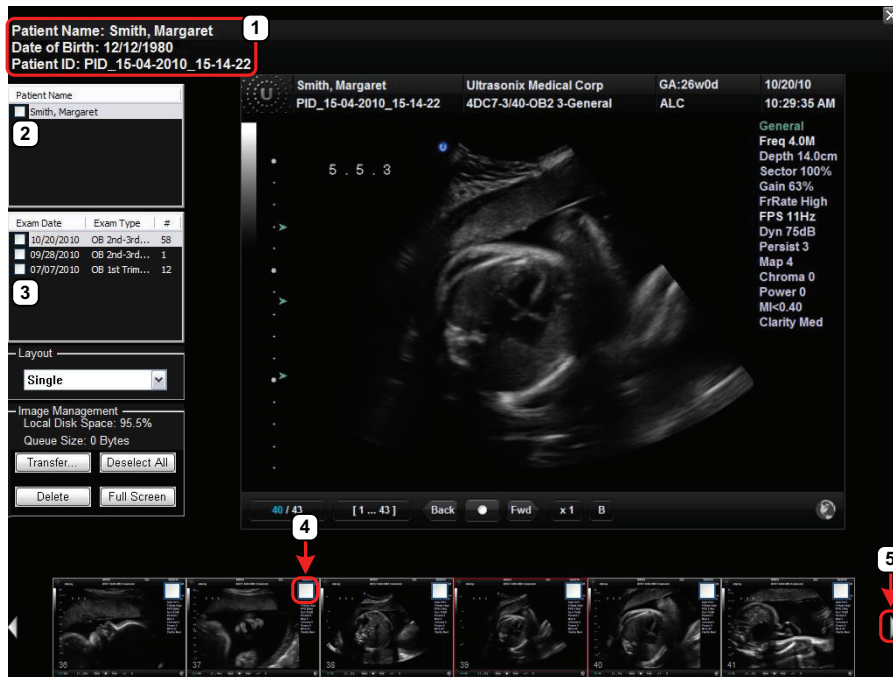 Patient Name: Smith, Margaret
Date of Birth: 12/12/1980
Patient ID: PID_15-04-2010_15-14-22
1
Patient Name
Smith, Margaret
2
Exam Date Exam Type #
10/20/2010 OB 2nd-3rd... 58
09/28/2010 OB 2nd-3rd... 1
07/07/2010 OB 1st Trim... 12
3
Layout
Single
Image Management
Local Disk Space: 95.5%
Queue Size: 0 Bytes
Transfer... Deselect All
Delete Full Screen
U Smith, Margaret Ultrasonix Medical Corp GA:26w0d 10/20/10
PID_15-04-2010_15-14-22 4DC7-3/40-OB2 3-General ALC 10:29:35 AM
5 . 5 . 3
U
General
Freq 4.0M
Depth 14.0cm
Sector 100%
Gain 63%
FrRate High
FPS 11Hz
Dyn 75dB
Persist 3
Map 4
Chroma 0
Power 0
MI<0.40
Clarity Med
40 / 43 [ 1 ... 43 ] Back Fwd x 1 B
4
5
36 37 38 39 40 41